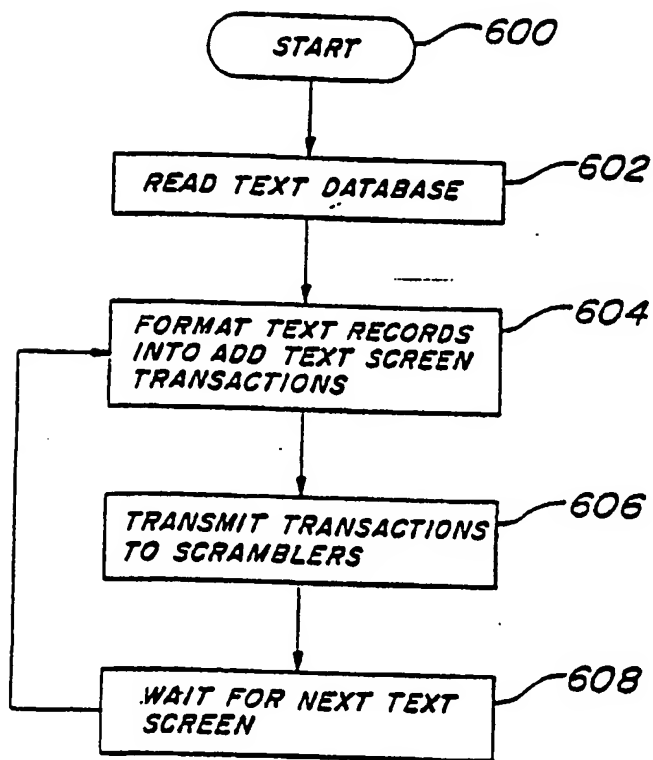 START
600
READ TEXT DATABASE
602
FORMAT TEXT RECORDS
INTO ADD TEXT SCREEN
TRANSACTIONS
604
TRANSMIT TRANSACTIONS
TO SCRAMBLERS
606
WAIT FOR NEXT TEXT
SCREEN
608